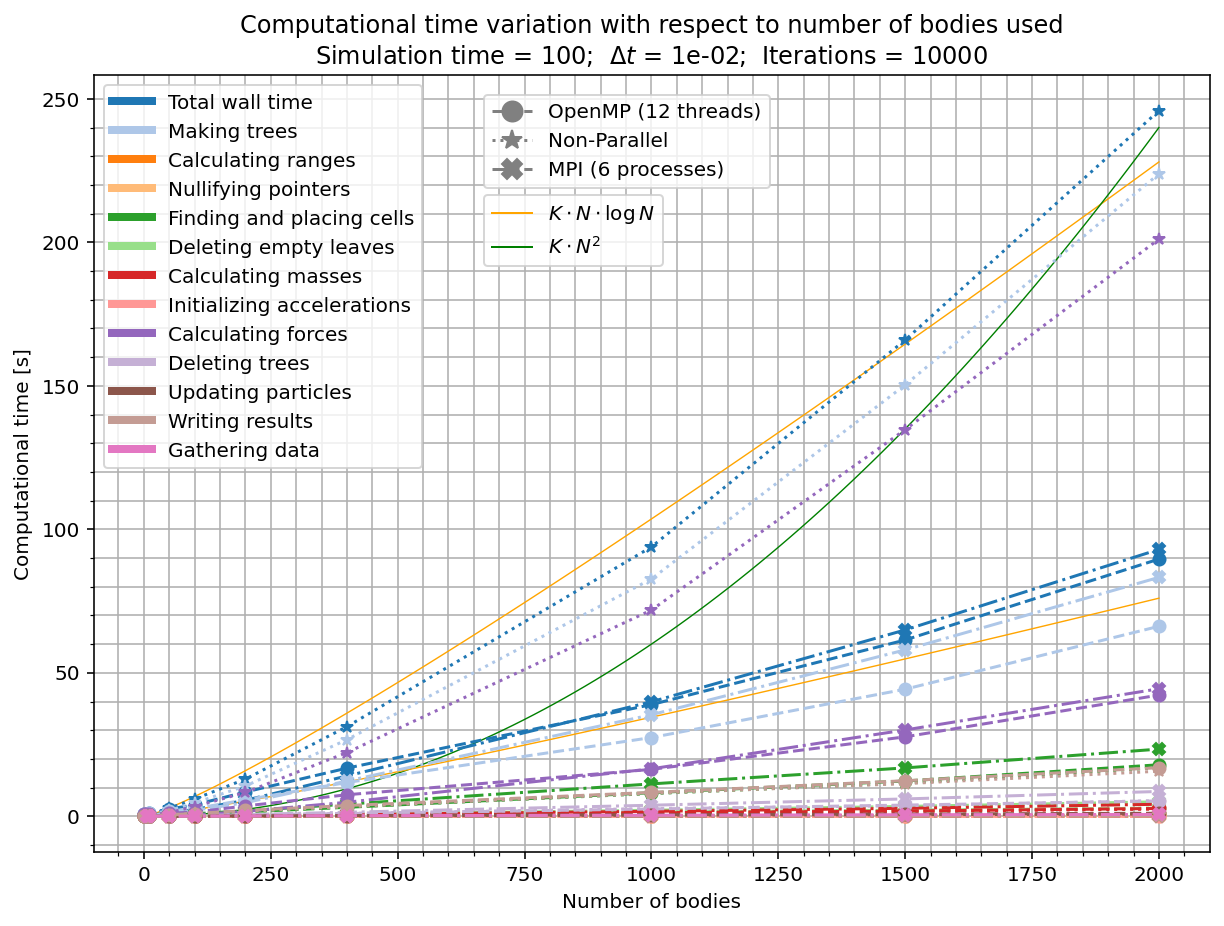 Computational time variation with respect to number of bodies used
Simulation time = 100;  Δt = 1e-02;  Iterations = 10000
Total wall time
Making trees
Calculating ranges
Nullifying pointers
Finding and placing cells
Deleting empty leaves
Calculating masses
Initializing accelerations
Calculating forces
Deleting trees
Updating particles
Writing results
Gathering data
OpenMP (12 threads)
Non-Parallel
MPI (6 processes)
K · N · log N
K · N²
Computational time [s]
250
200
150
100
50
0
0
250
500
750
1000
1250
1500
1750
2000
Number of bodies